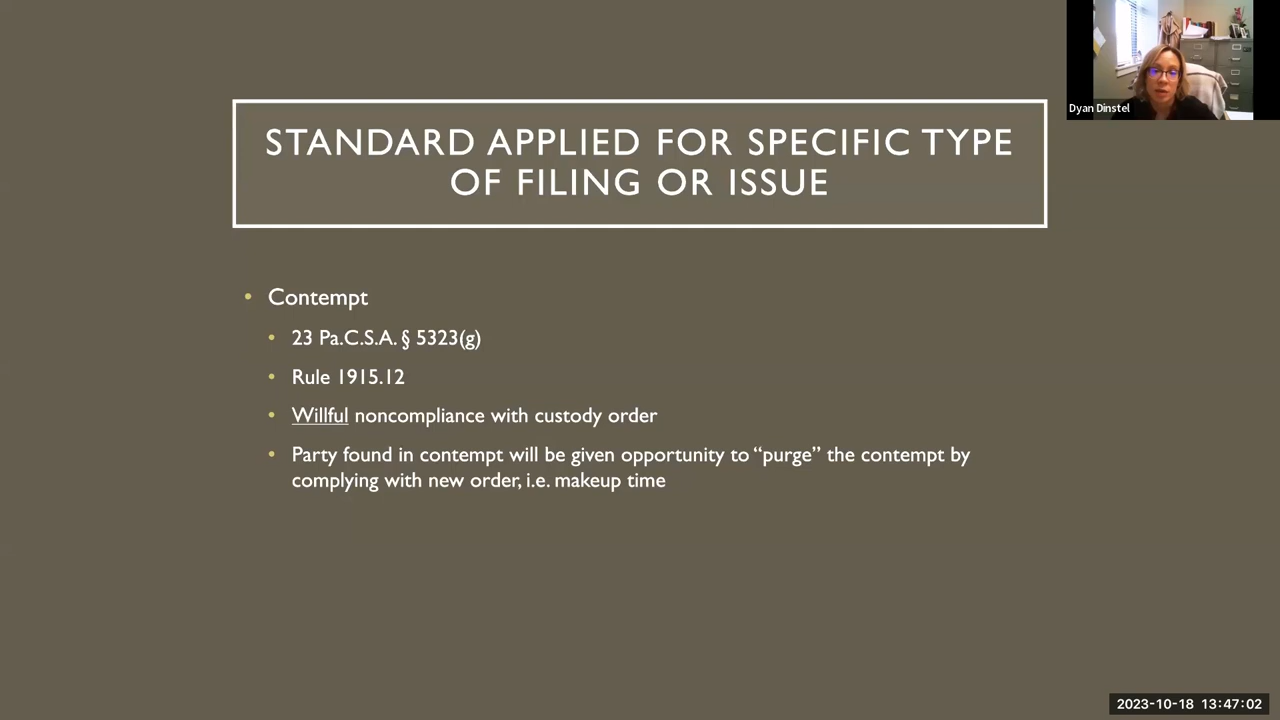 Dyan Dinstel
STANDARD APPLIED FOR SPECIFIC TYPE
OF FILING OR ISSUE
• Contempt
• 23 Pa.C.S.A. § 5323(g)
• Rule 1915.12
• Willful noncompliance with custody order
• Party found in contempt will be given opportunity to “purge” the contempt by
complying with new order, i.e. makeup time
2023-10-18 13:47:02